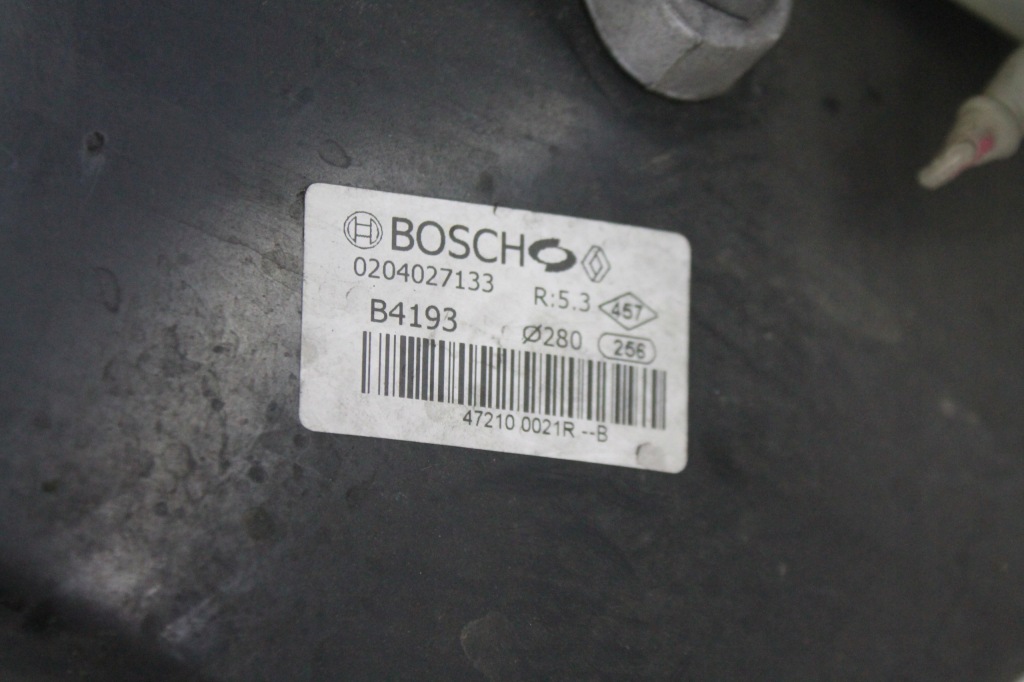 BOSCH
0204027133
R:5.3 457
B4193
Ø280 256
47210 0021R --B